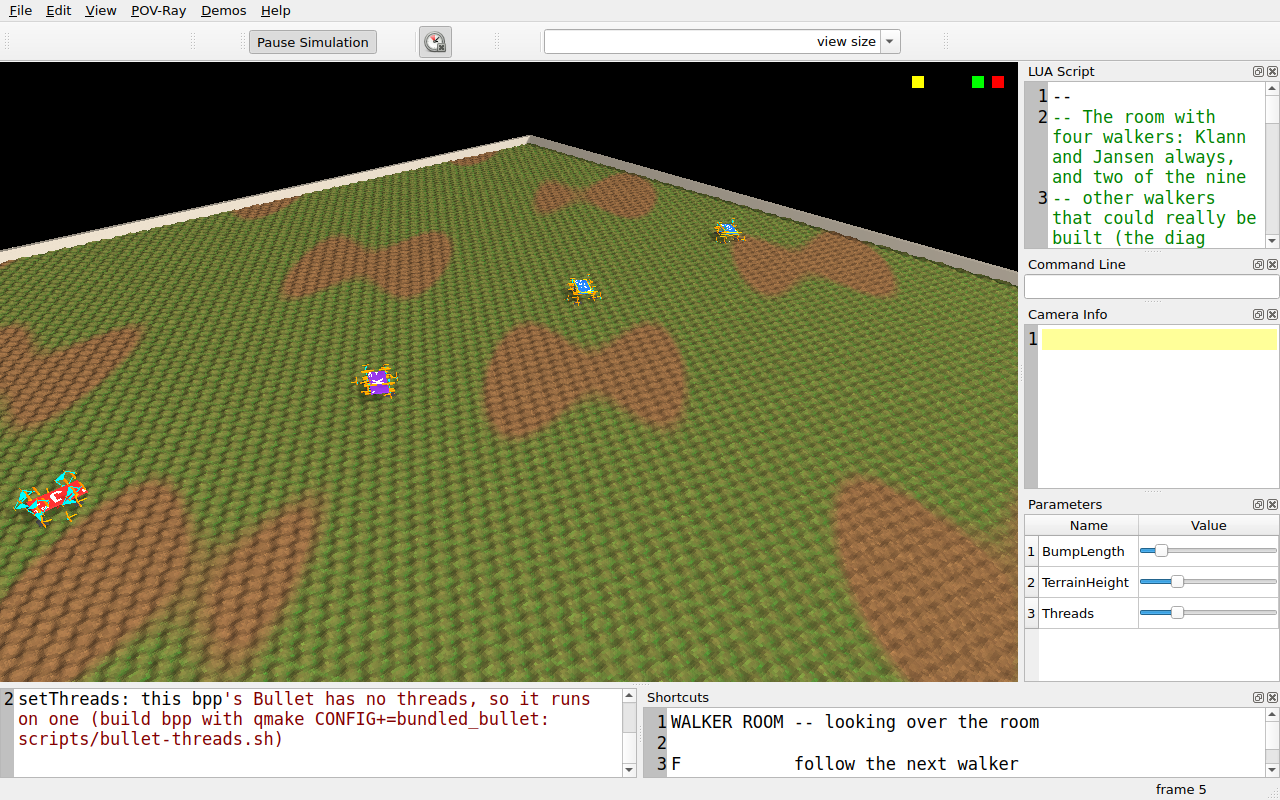 File Edit View POV-Ray Demos Help
Pause Simulation
view size
LUA Script
1 --
2 -- The room with
four walkers: Klann
and Jansen always,
and two of the nine
3 -- other walkers
that could really be
built (the diag
Command Line
Camera Info
1
Parameters
Name Value
1 BumpLength
2 TerrainHeight
3 Threads
2 setThreads: this bpp's Bullet has no threads, so it runs
on one (build bpp with qmake CONFIG+=bundled_bullet:
scripts/bullet-threads.sh)
Shortcuts
1 WALKER ROOM -- looking over the room
2
3 F follow the next walker
frame 5